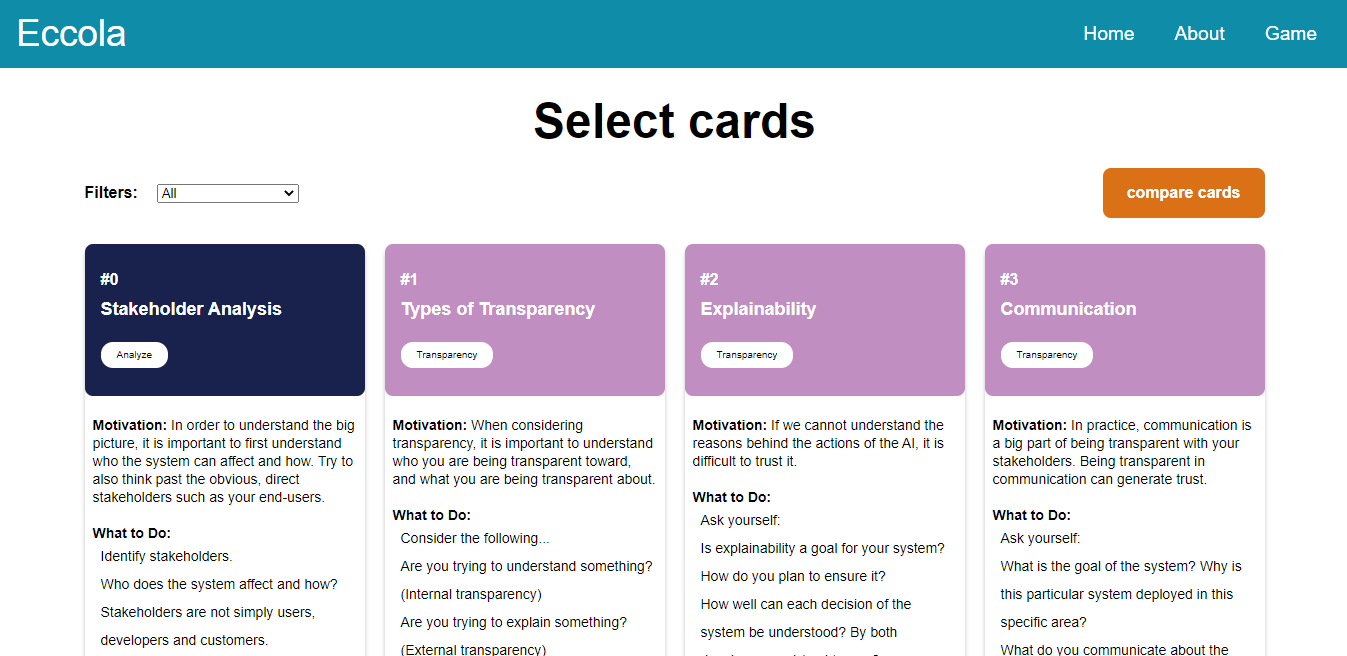 Eccola
Home About Game
Select cards
Filters: All
compare cards
#0
Stakeholder Analysis
Analyze
Motivation: In order to understand the big
picture, it is important to first understand
who the system can affect and how. Try to
also think past the obvious, direct
stakeholders such as your end-users.
What to Do:
Identify stakeholders.
Who does the system affect and how?
Stakeholders are not simply users,
developers and customers.
#1
Types of Transparency
Transparency
Motivation: When considering
transparency, it is important to understand
who you are being transparent toward,
and what you are being transparent about.
What to Do:
Consider the following...
Are you trying to understand something?
(Internal transparency)
Are you trying to explain something?
(External transparency)
#2
Explainability
Transparency
Motivation: If we cannot understand the
reasons behind the actions of the AI, it is
difficult to trust it.
What to Do:
Ask yourself:
Is explainability a goal for your system?
How do you plan to ensure it?
How well can each decision of the
system be understood? By both
#3
Communication
Transparency
Motivation: In practice, communication is
a big part of being transparent with your
stakeholders. Being transparent in
communication can generate trust.
What to Do:
Ask yourself:
What is the goal of the system? Why is
this particular system deployed in this
specific area?
What do you communicate about the